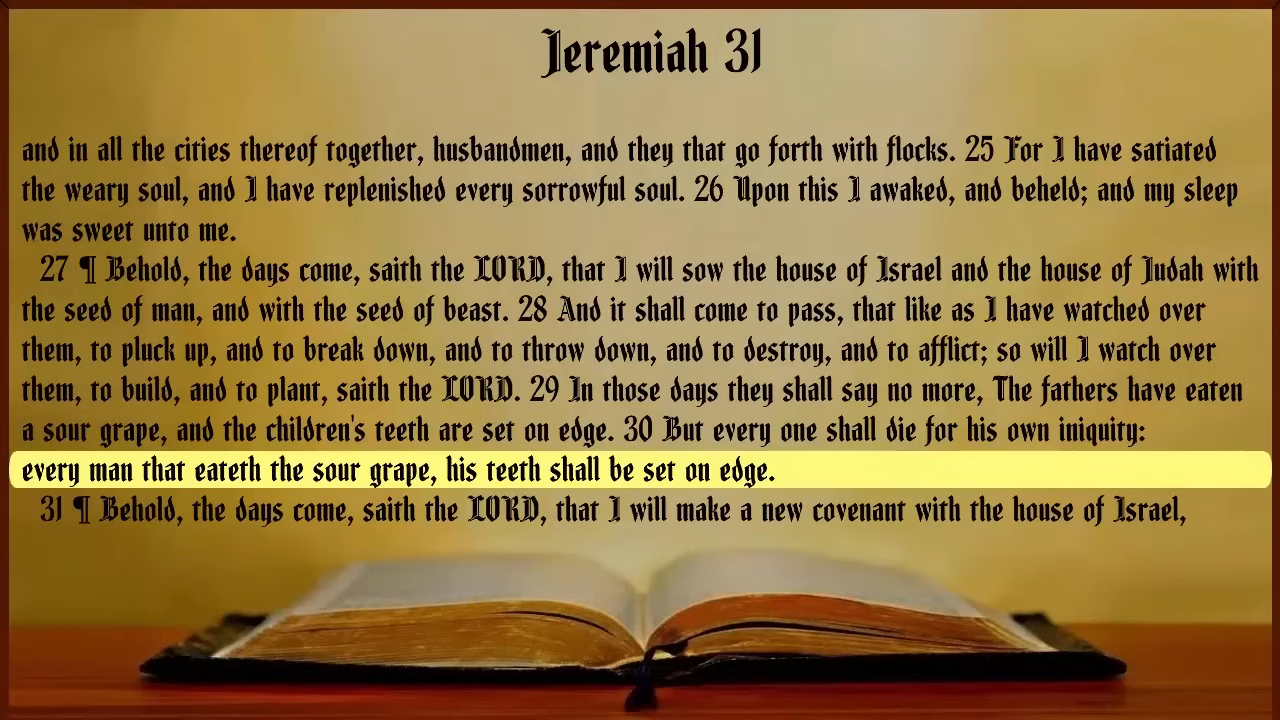 Jeremiah 31
and in all the cities thereof together, husbandmen, and they that go forth with flocks. 25 For I have satiated
the weary soul, and I have replenished every sorrowful soul. 26 Upon this I awaked, and beheld; and my sleep
was sweet unto me.
27 ¶ Behold, the days come, saith the LORD, that I will sow the house of Israel and the house of Judah with
the seed of man, and with the seed of beast. 28 And it shall come to pass, that like as I have watched over
them, to pluck up, and to break down, and to throw down, and to destroy, and to afflict; so will I watch over
them, to build, and to plant, saith the LORD. 29 In those days they shall say no more, The fathers have eaten
a sour grape, and the children's teeth are set on edge. 30 But every one shall die for his own iniquity:
every man that eateth the sour grape, his teeth shall be set on edge.
31 ¶ Behold, the days come, saith the LORD, that I will make a new covenant with the house of Israel,